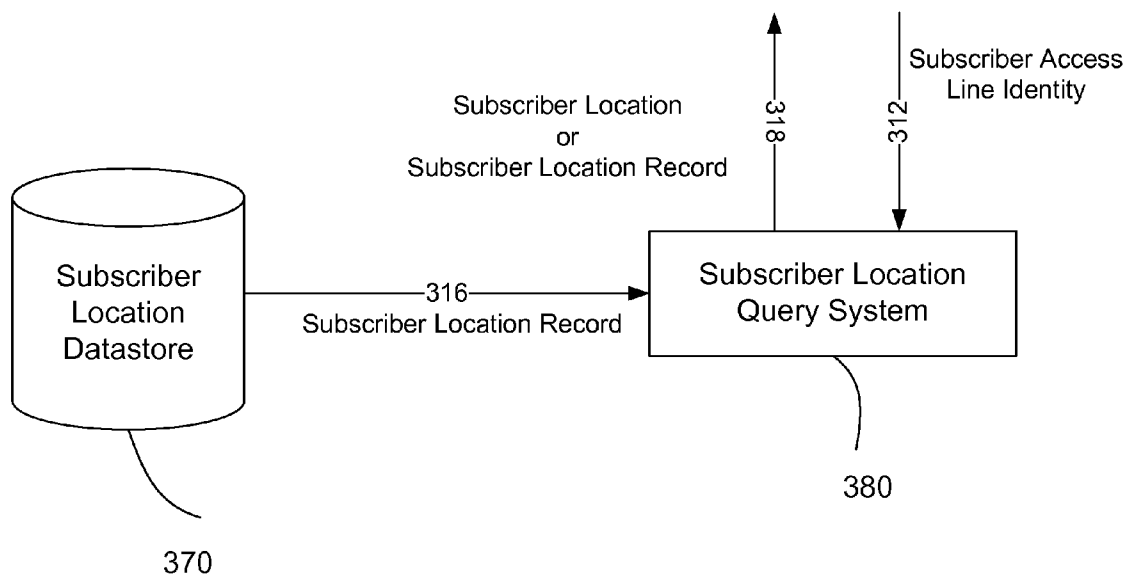 Subscriber Access
Line Identity
318
312
Subscriber Location
or
Subscriber Location Record
Subscriber
Location
Datastore
316
Subscriber Location Record
Subscriber Location
Query System
380
370